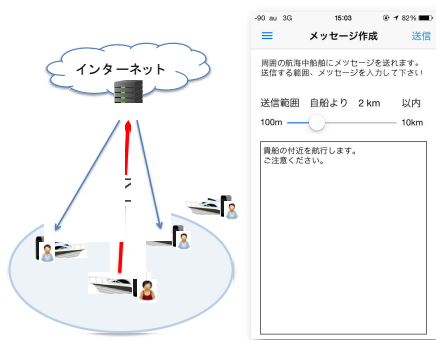 インターネット
-90 au 3G 15:03 82%
メッセージ作成 送信
周囲の航海中船舶にメッセージを送れます。
送信する範囲、メッセージを入力して下さい
送信範囲 自船より 2 km 以内
100m 10km
貴船の付近を航行します。
ご注意ください。